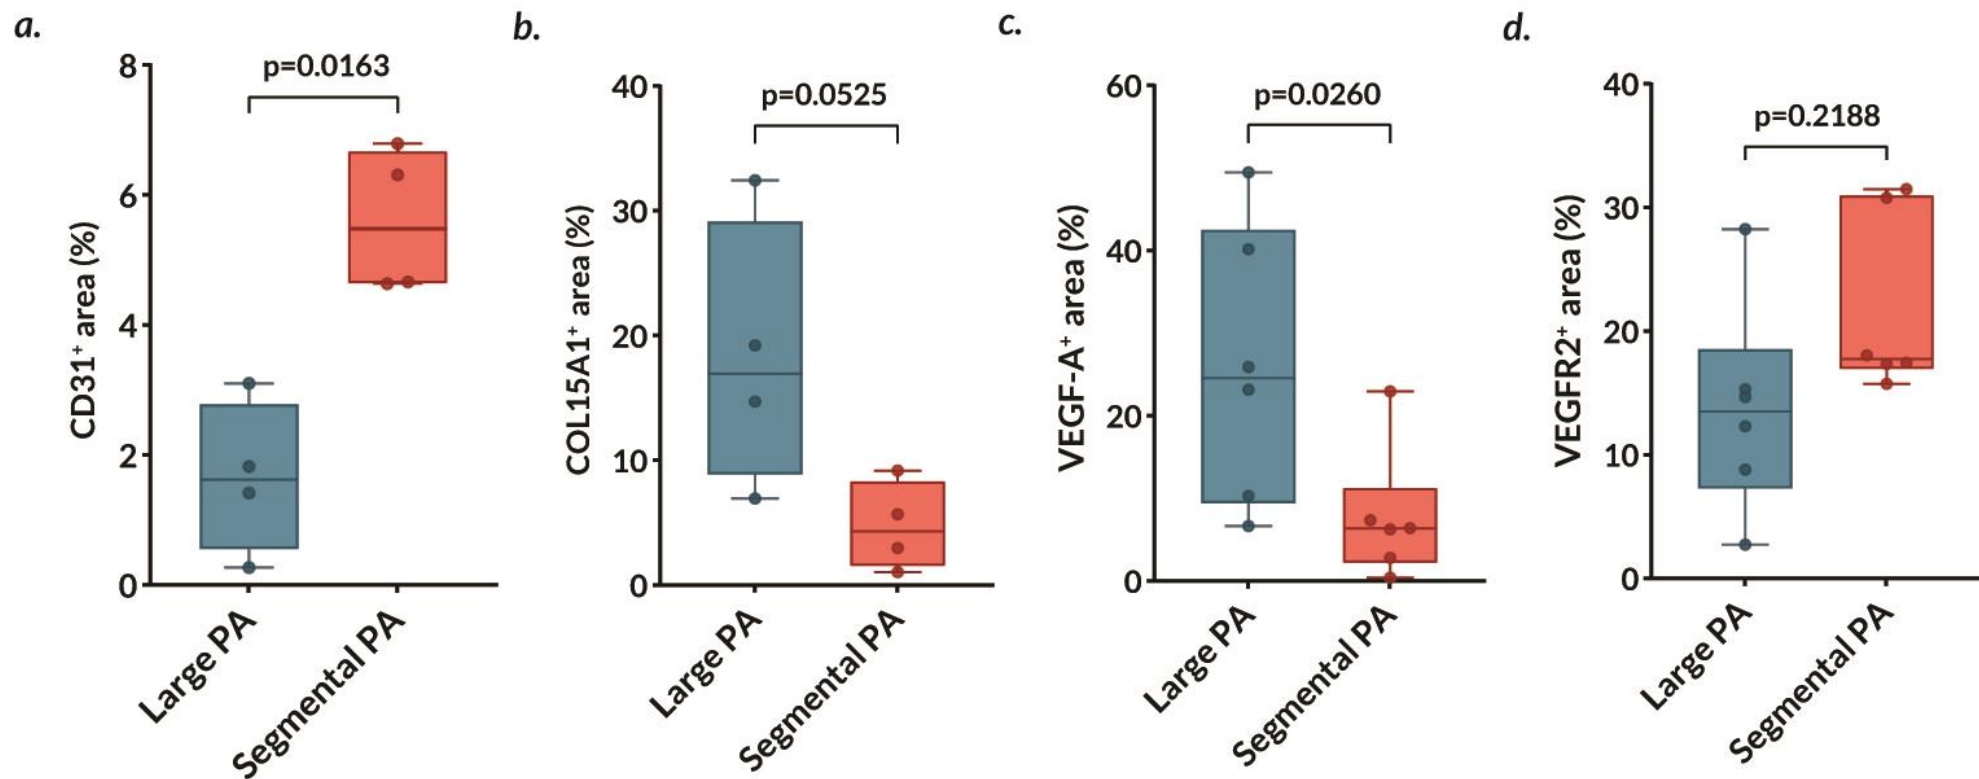 a.
CD31⁺ area (%)
8
6
4
2
0
p=0.0163
Large PA
Segmental PA
b.
COL15A1⁺ area (%)
40
30
20
10
0
p=0.0525
Large PA
Segmental PA
c.
VEGF-A⁺ area (%)
60
40
20
0
p=0.0260
Large PA
Segmental PA
d.
VEGFR2⁺ area (%)
40
30
20
10
0
p=0.2188
Large PA
Segmental PA